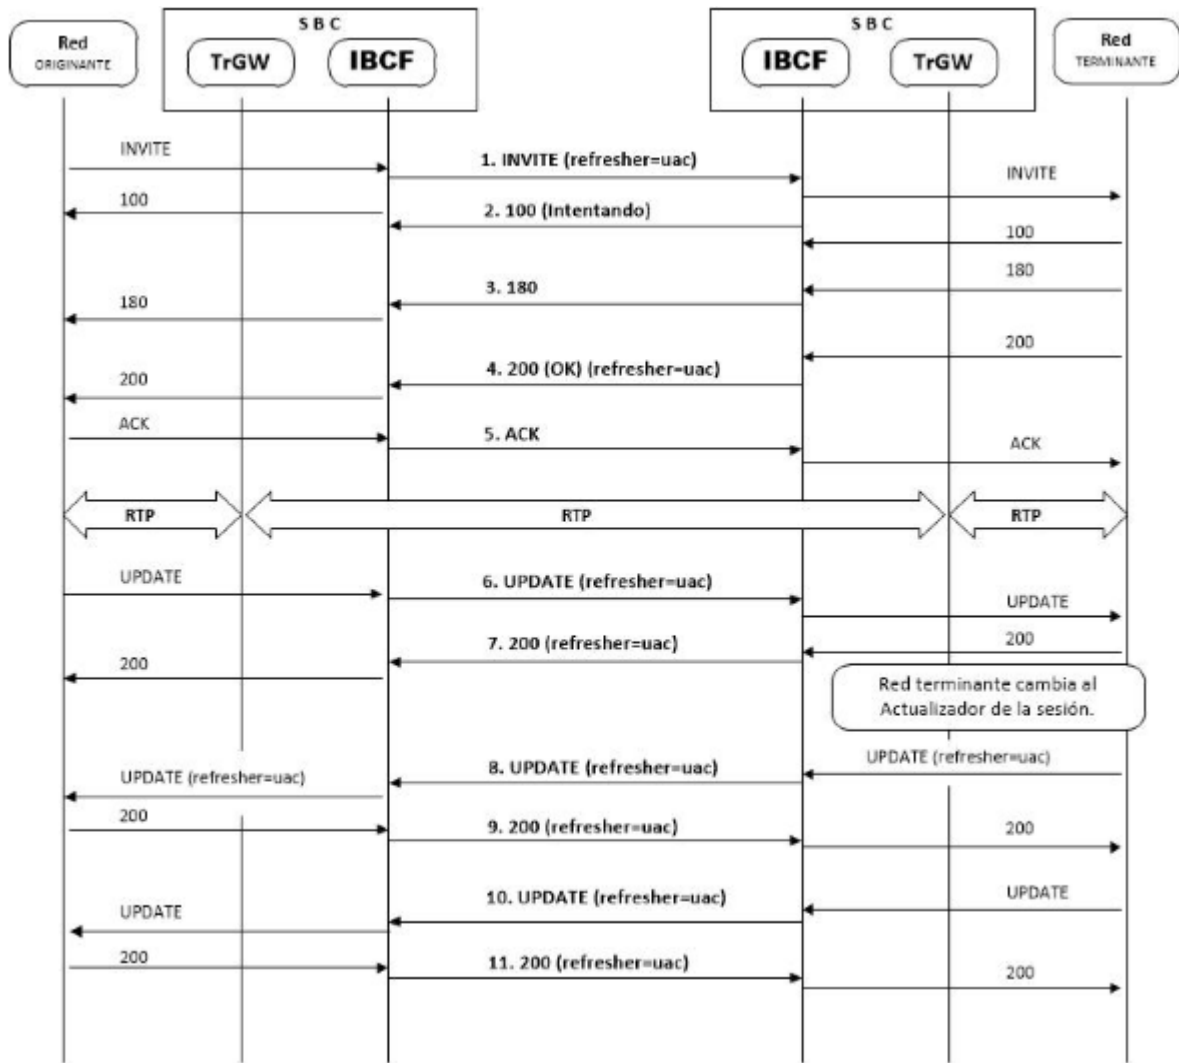 S B C
S B C
Red
ORIGINANTE
TrGW
IBCF
IBCF
TrGW
Red
TERMINANTE
INVITE
1. INVITE (refresher=uac)
INVITE
100
2. 100 (Intentando)
100
180
3. 180
180
200
4. 200 (OK) (refresher=uac)
200
ACK
5. ACK
ACK
RTP
RTP
RTP
UPDATE
6. UPDATE (refresher=uac)
UPDATE
7. 200 (refresher=uac)
200
200
Red terminante cambia al
Actualizador de la sesión.
UPDATE (refresher=uac)
8. UPDATE (refresher=uac)
UPDATE (refresher=uac)
200
9. 200 (refresher=uac)
200
10. UPDATE (refresher=uac)
UPDATE
UPDATE
200
11. 200 (refresher=uac)
200